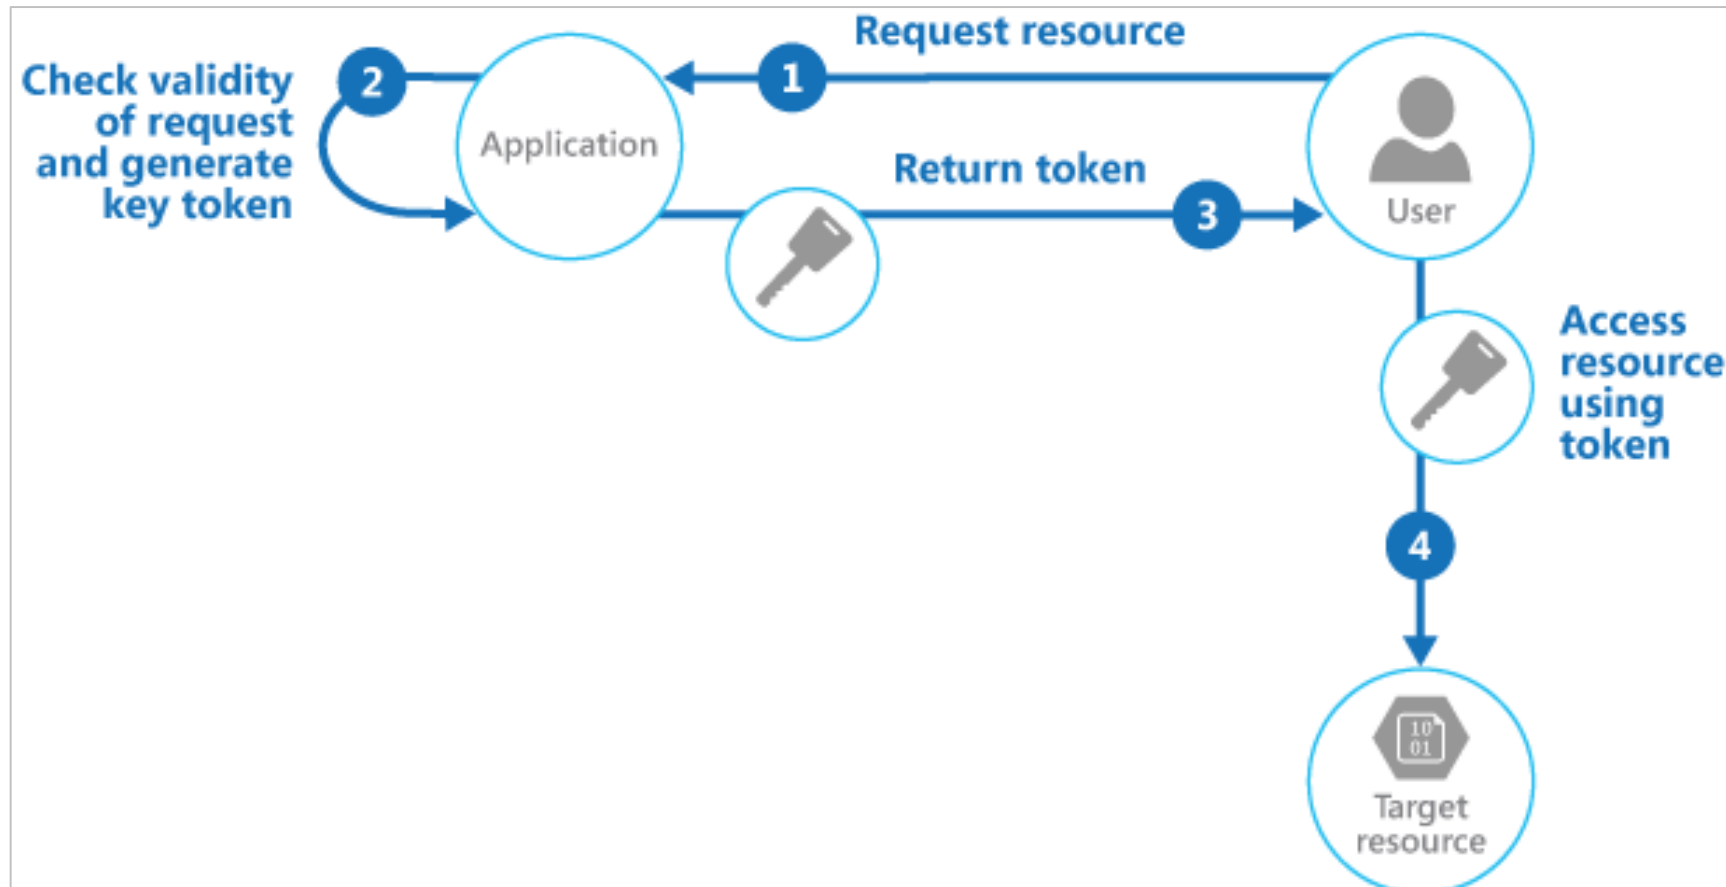 Request resource
1
2
Check validity
of request
and generate
key token
Application
Return token
3
User
Access
resource
using
token
4
10
01
Target
resource